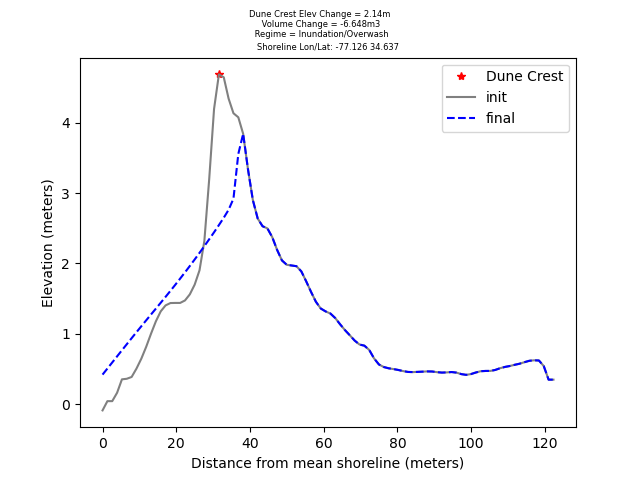 Dune Crest Elev Change = 2.14m
Volume Change = -6.648m3
Regime = Inundation/Overwash
Shoreline Lon/Lat: -77.126 34.637
Dune Crest
init
final
Elevation (meters)
4
3
2
1
0
0 20 40 60 80 100 120
Distance from mean shoreline (meters)